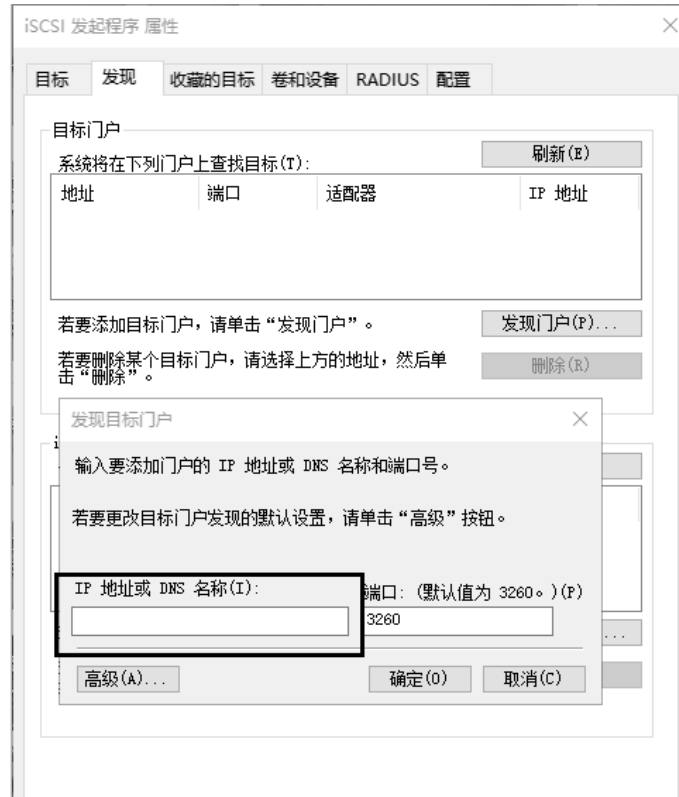 iSCSI 发起程序 属性
目标 发现 收藏的目标 卷和设备 RADIUS 配置
目标门户
系统将在下列门户上查找目标(T):
刷新(E)
地址 端口 适配器 IP 地址
若要添加目标门户，请单击“发现门户”。
发现门户(P)...
若要删除某个目标门户，请选择上方的地址，然后单
击“删除”。
删除(R)
发现目标门户
输入要添加门户的 IP 地址或 DNS 名称和端口号。
若要更改目标门户发现的默认设置，请单击“高级”按钮。
IP 地址或 DNS 名称(I):
端口: (默认值为 3260。)(P)
3260
...
高级(A)...
确定(O)
取消(C)